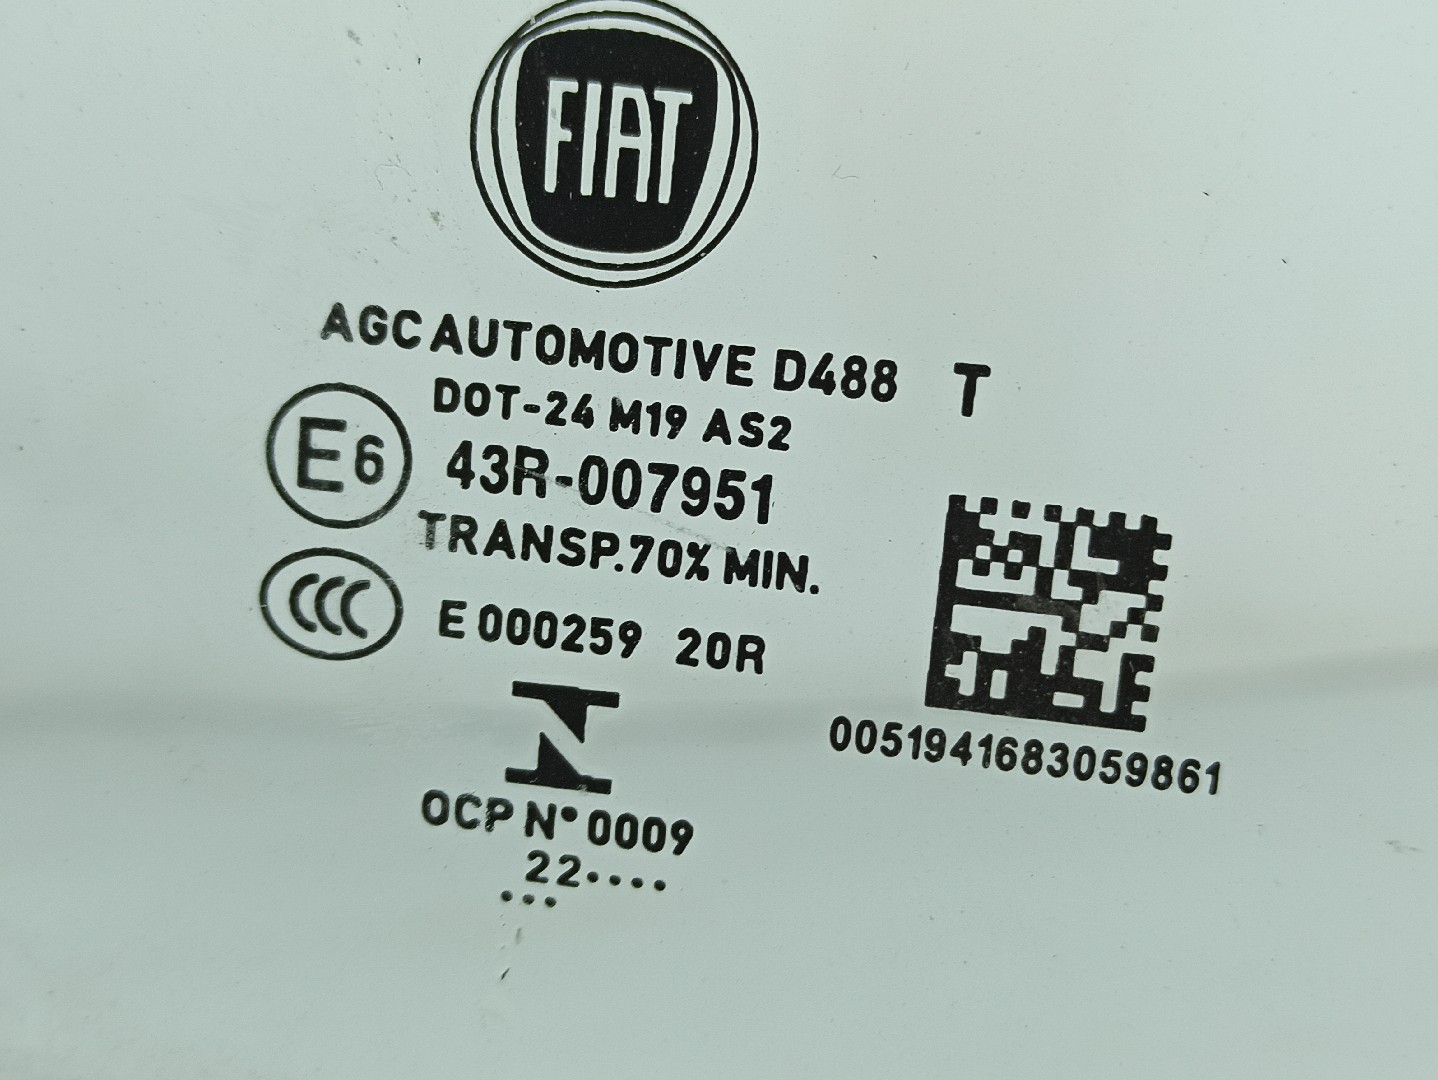 FIAT
AGC AUTOMOTIVE D488 T
DOT-24 M19 AS2
E6
43R-007951
TRANSP.70% MIN.
CCC
E 000259 20R
OCP N° 0009
22....
...
0051941683059861